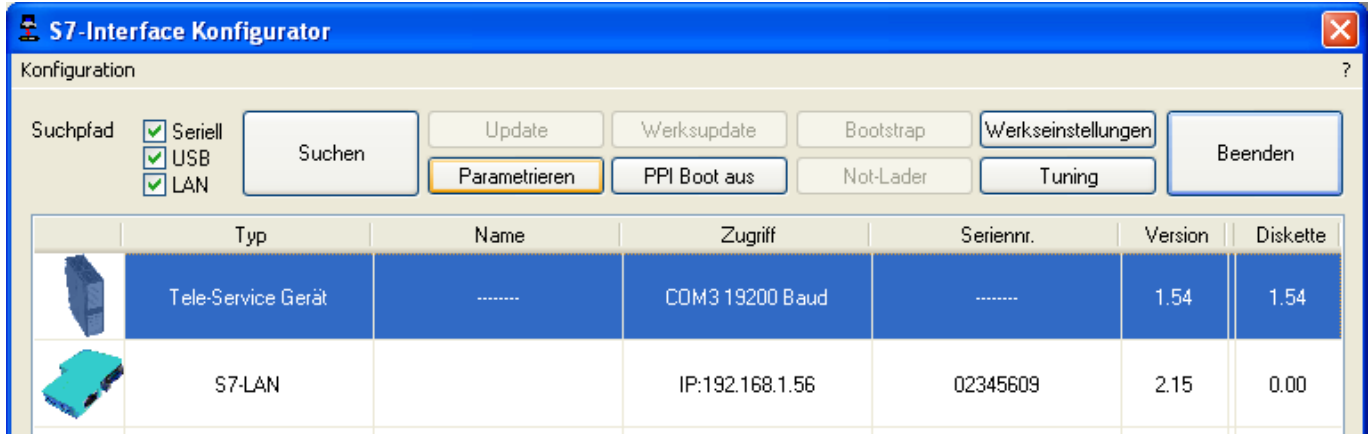 S7-Interface Konfigurator
Konfiguration ?
Suchpfad Seriell
USB
LAN
Suchen
Update Werksupdate Bootstrap Werkseinstellungen
Parametrieren PPI Boot aus Not-Lader Tuning
Beenden
Typ Name Zugriff Seriennr. Version Diskette
Tele-Service Gerät -------- COM3 19200 Baud -------- 1.54 1.54
S7-LAN IP:192.168.1.56 02345609 2.15 0.00